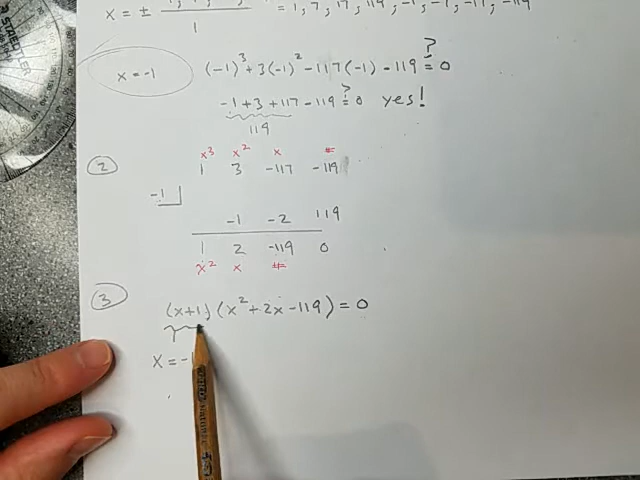 x = ± 1 = 1, 7, 17, 119, -1, -7, -17, -119
x = -1 (-1)³ + 3(-1)² - 117(-1) - 119 ≟ 0
-1 + 3 + 117 - 119 ≟ 0 yes!
119
x³ x² x #
② 1 3 -117 -119
-1
-1 -2 119
1 2 -119 0
x² x #
③
(x+1)(x² + 2x - 119) = 0
x = -1
STAEDTLER